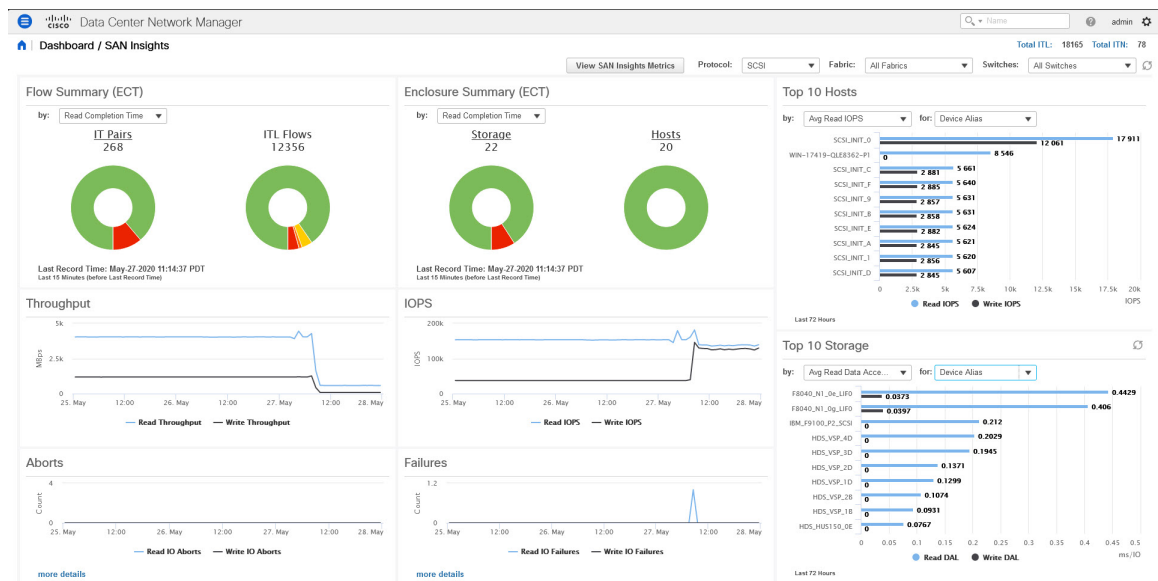 cisco Data Center Network Manager
Name
admin
Dashboard / SAN Insights
Total ITL: 18165 Total ITN: 78
View SAN Insights Metrics Protocol: SCSI Fabric: All Fabrics Switches: All Switches
Flow Summary (ECT)
by: Read Completion Time
IT Pairs
268
ITL Flows
12356
Last Record Time: May-27-2020 11:14:37 PDT
Last 15 Minutes (before Last Record Time)
Enclosure Summary (ECT)
by: Read Completion Time
Storage
22
Hosts
20
Last Record Time: May-27-2020 11:14:37 PDT
Last 15 Minutes (before Last Record Time)
Top 10 Hosts
by: Avg Read IOPS for: Device Alias
SCSI_INIT_0 17 911 12 061
WIN-17419-QLE8362-P1 8 546 0
SCSI_INIT_C 5 661 2 881
SCSI_INIT_F 5 640 2 885
SCSI_INIT_9 5 631 2 857
SCSI_INIT_8 5 631 2 858
SCSI_INIT_E 5 624 2 882
SCSI_INIT_A 5 621 2 845
SCSI_INIT_1 5 620 2 856
SCSI_INIT_D 5 607 2 845
0 2.5k 5k 7.5k 10k 12.5k 15k 17.5k 20k
IOPS
Read IOPS Write IOPS
Last 72 Hours
Throughput
5k
2.5k
0
MBps
25. May 12:00 26. May 12:00 27. May 12:00 28. May
Read Throughput Write Throughput
IOPS
200k
100k
0
IOPS
25. May 12:00 26. May 12:00 27. May 12:00 28. May
Read IOPS Write IOPS
Top 10 Storage
by: Avg Read Data Acce... for: Device Alias
F8040_N1_0e_LIF0 0.4429 0.0373
F8040_N1_0g_LIF0 0.406 0.0397
IBM_F9100_P2_SCSI 0.212 0
HDS_VSP_4D 0.2029 0
HDS_VSP_3D 0.1945 0
HDS_VSP_2D 0.1371 0
HDS_VSP_1D 0.1299 0
HDS_VSP_2B 0.1074 0
HDS_VSP_1B 0.0931 0
HDS_HUS150_0E 0.0767 0
0 0.05 0.1 0.15 0.2 0.25 0.3 0.35 0.4 0.45 0.5
ms/IO
Read DAL Write DAL
Last 72 Hours
Aborts
4
0
Count
25. May 12:00 26. May 12:00 27. May 12:00 28. May
Read IO Aborts Write IO Aborts
more details
Failures
1.2
0
Count
25. May 12:00 26. May 12:00 27. May 12:00 28. May
Read IO Failures Write IO Failures
more details